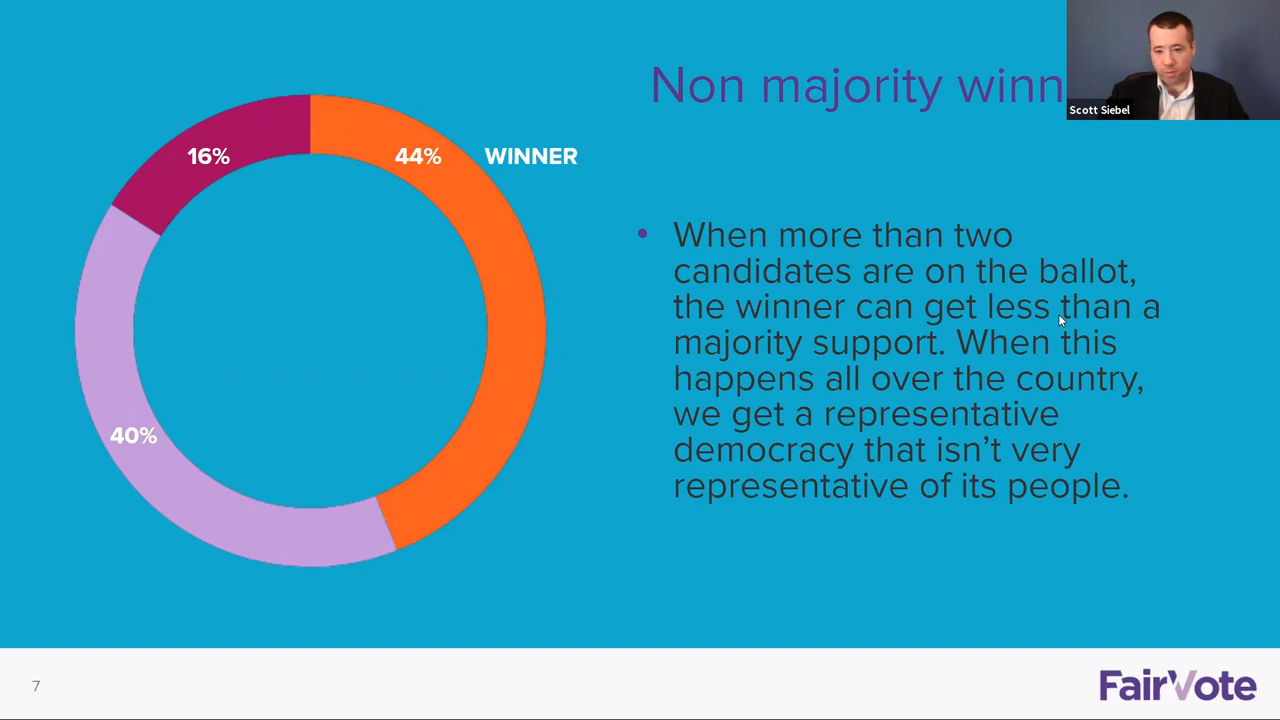 Non majority winn
Scott Siebel
16%
44%
WINNER
40%
• When more than two
candidates are on the ballot,
the winner can get less than a
majority support. When this
happens all over the country,
we get a representative
democracy that isn’t very
representative of its people.
7
FairVote